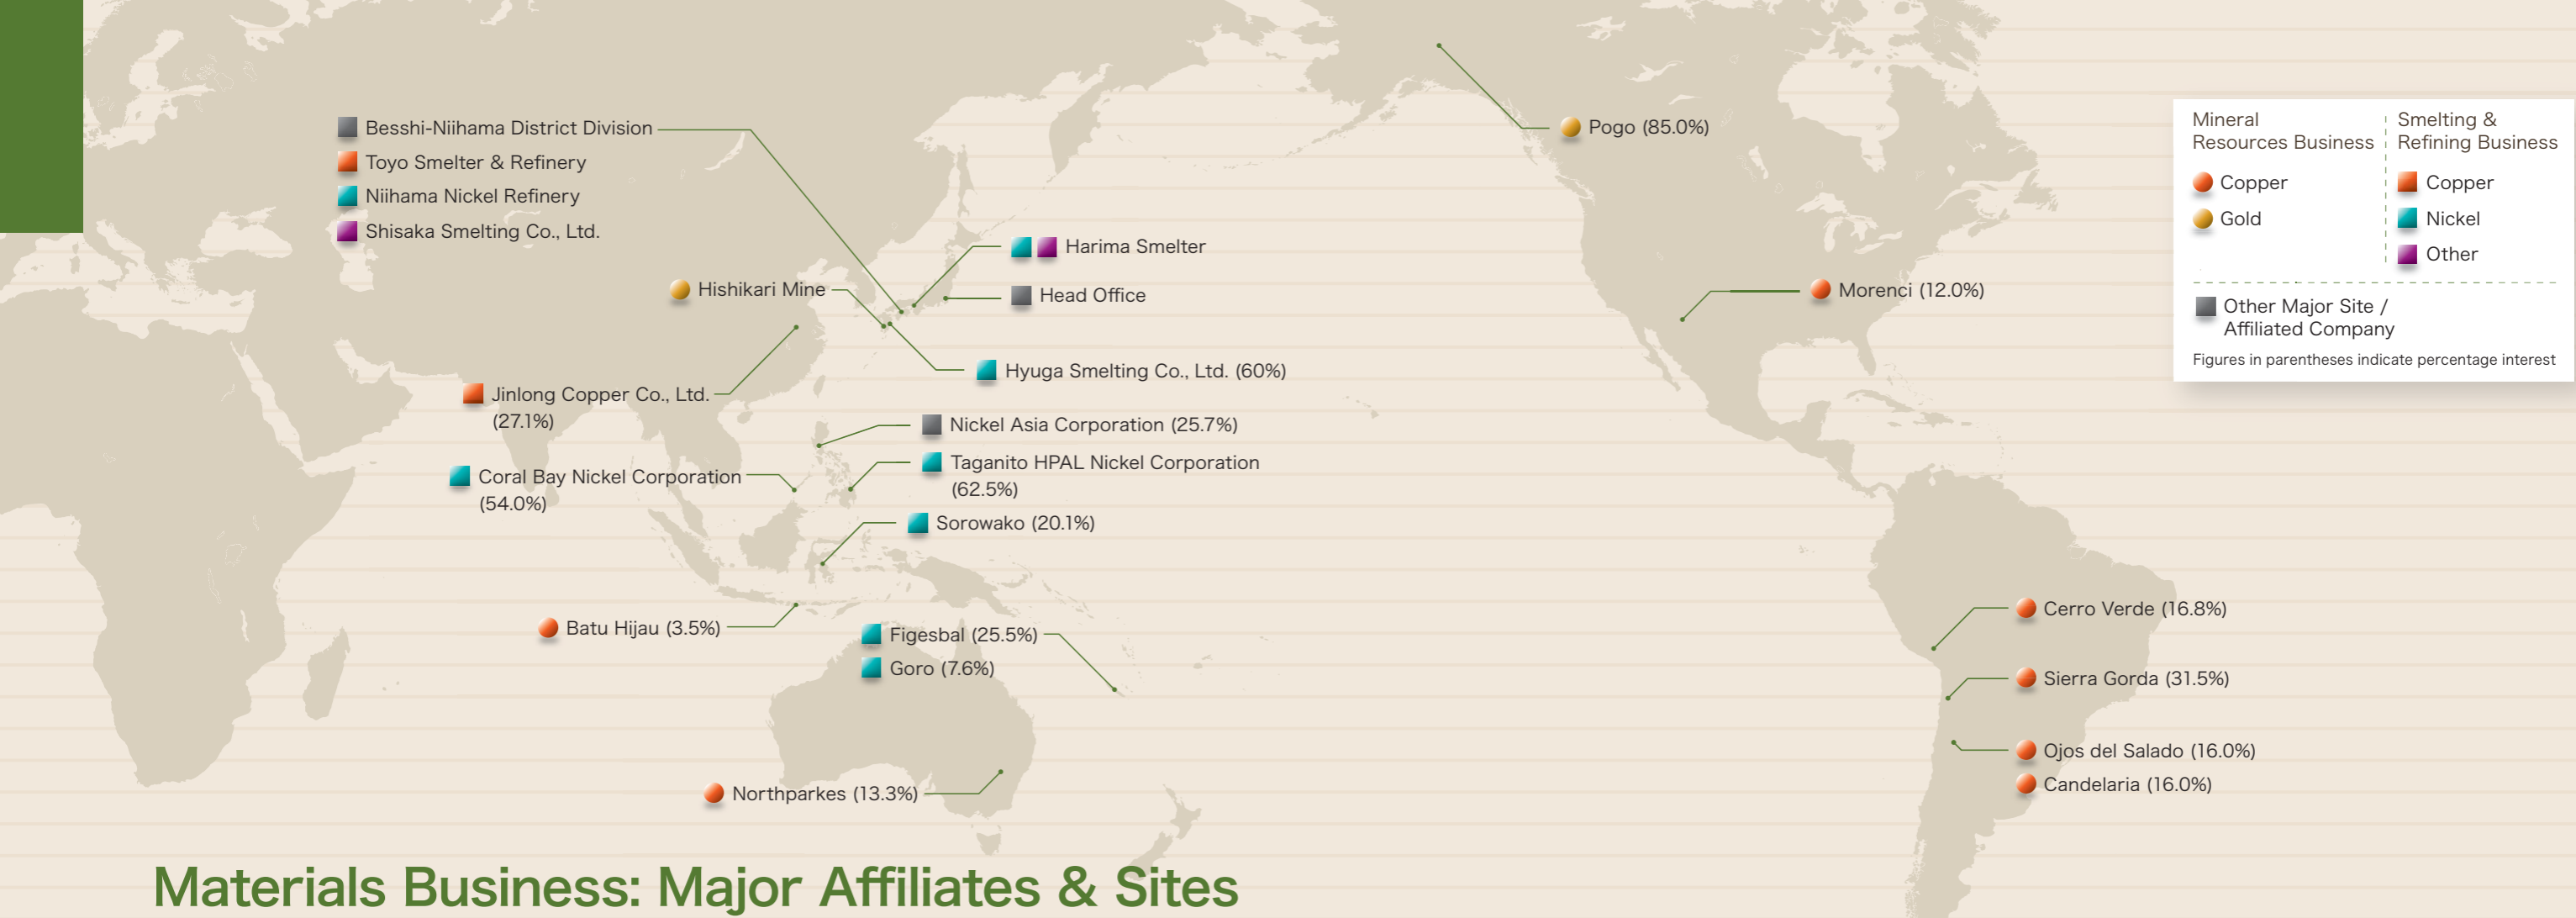 Besshi-Niihama District Division
Toyo Smelter & Refinery
Niihama Nickel Refinery
Shisaka Smelting Co., Ltd.
Hishikari Mine
Harima Smelter
Head Office
Hyuga Smelting Co., Ltd. (60%)
Jinlong Copper Co., Ltd.
(27.1%)
Nickel Asia Corporation (25.7%)
Taganito HPAL Nickel Corporation
(62.5%)
Coral Bay Nickel Corporation
(54.0%)
Sorowako (20.1%)
Batu Hijau (3.5%)
Figesbal (25.5%)
Goro (7.6%)
Northparkes (13.3%)
Pogo (85.0%)
Morenci (12.0%)
Cerro Verde (16.8%)
Sierra Gorda (31.5%)
Ojos del Salado (16.0%)
Candelaria (16.0%)
Mineral
Resources Business
Copper
Gold
Smelting &
Refining Business
Copper
Nickel
Other
Other Major Site /
Affiliated Company
Figures in parentheses indicate percentage interest
Materials Business: Major Affiliates & Sites